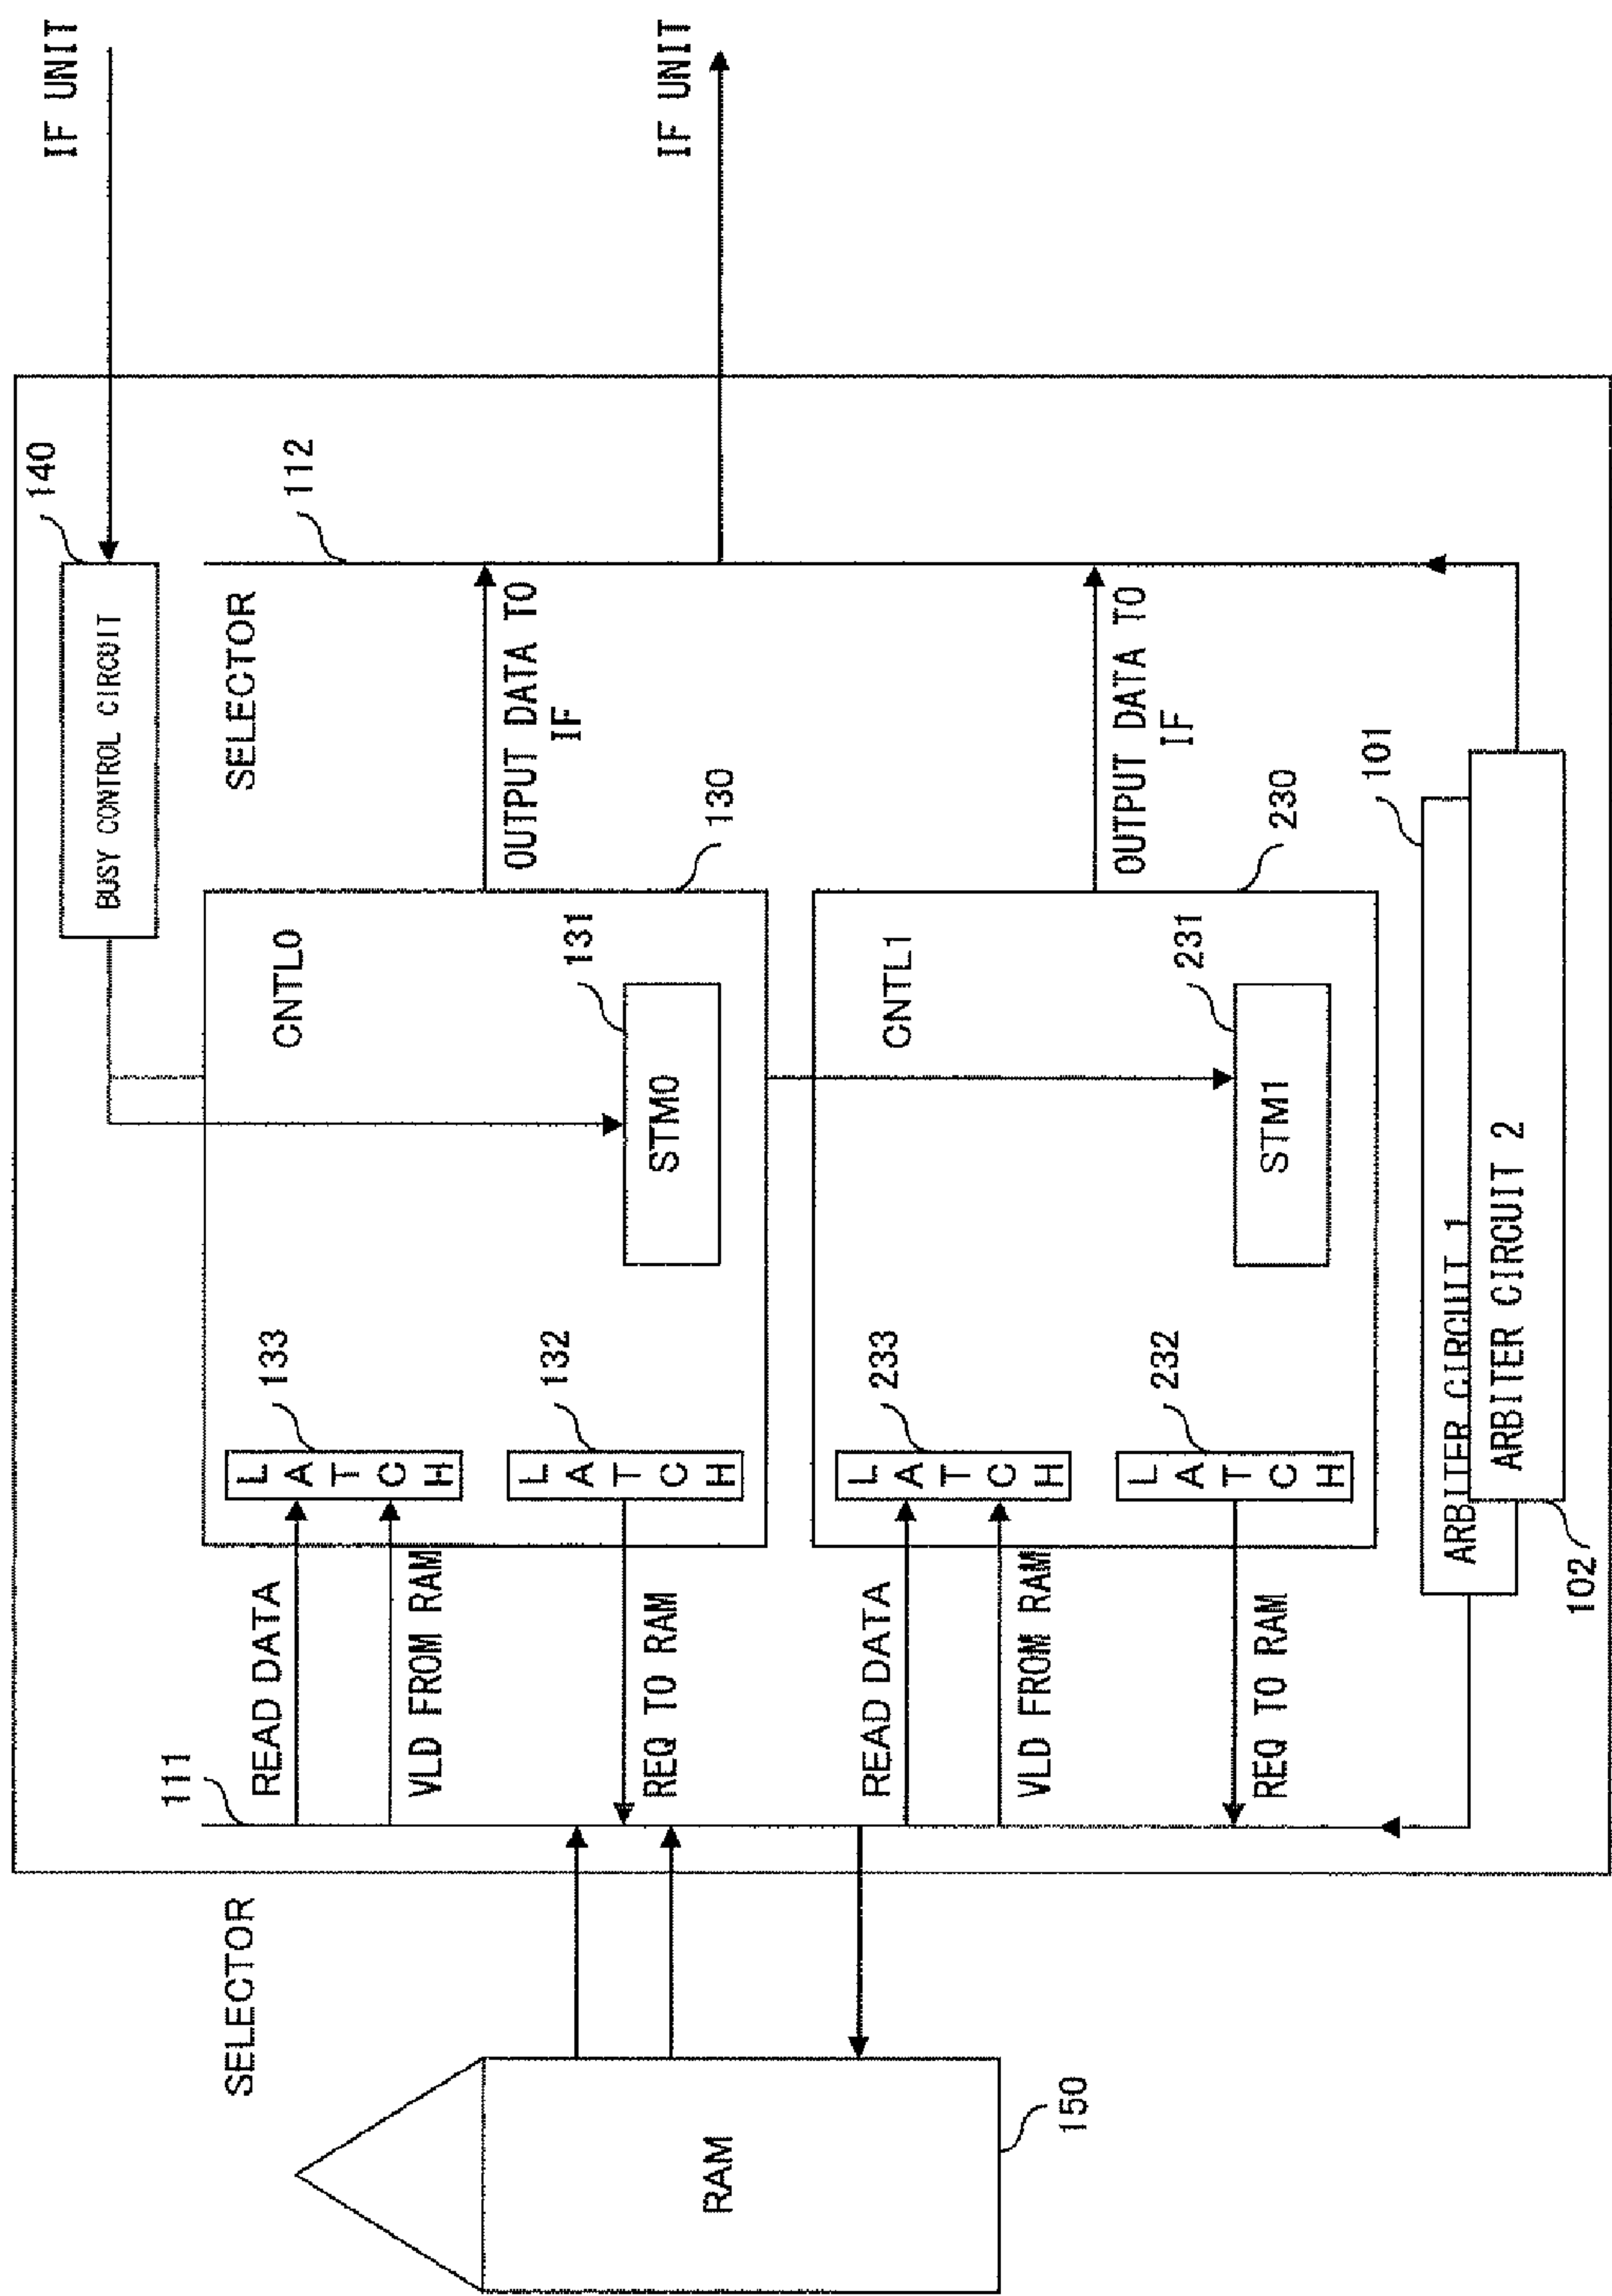 IF UNIT
140
BUSY CONTROL CIRCUIT
SELECTOR
112
IF UNIT
CNTL0
131
STM0
133
LATCH
132
LATCH
OUTPUT DATA TO
IF
130
111
READ DATA
VLD FROM RAM
REQ TO RAM
SELECTOR
RAM
150
CNTL1
231
STM1
233
LATCH
232
LATCH
OUTPUT DATA TO
IF
230
READ DATA
VLD FROM RAM
REQ TO RAM
101
ARBITER CIRCUIT 1
ARBITER CIRCUIT 2
102